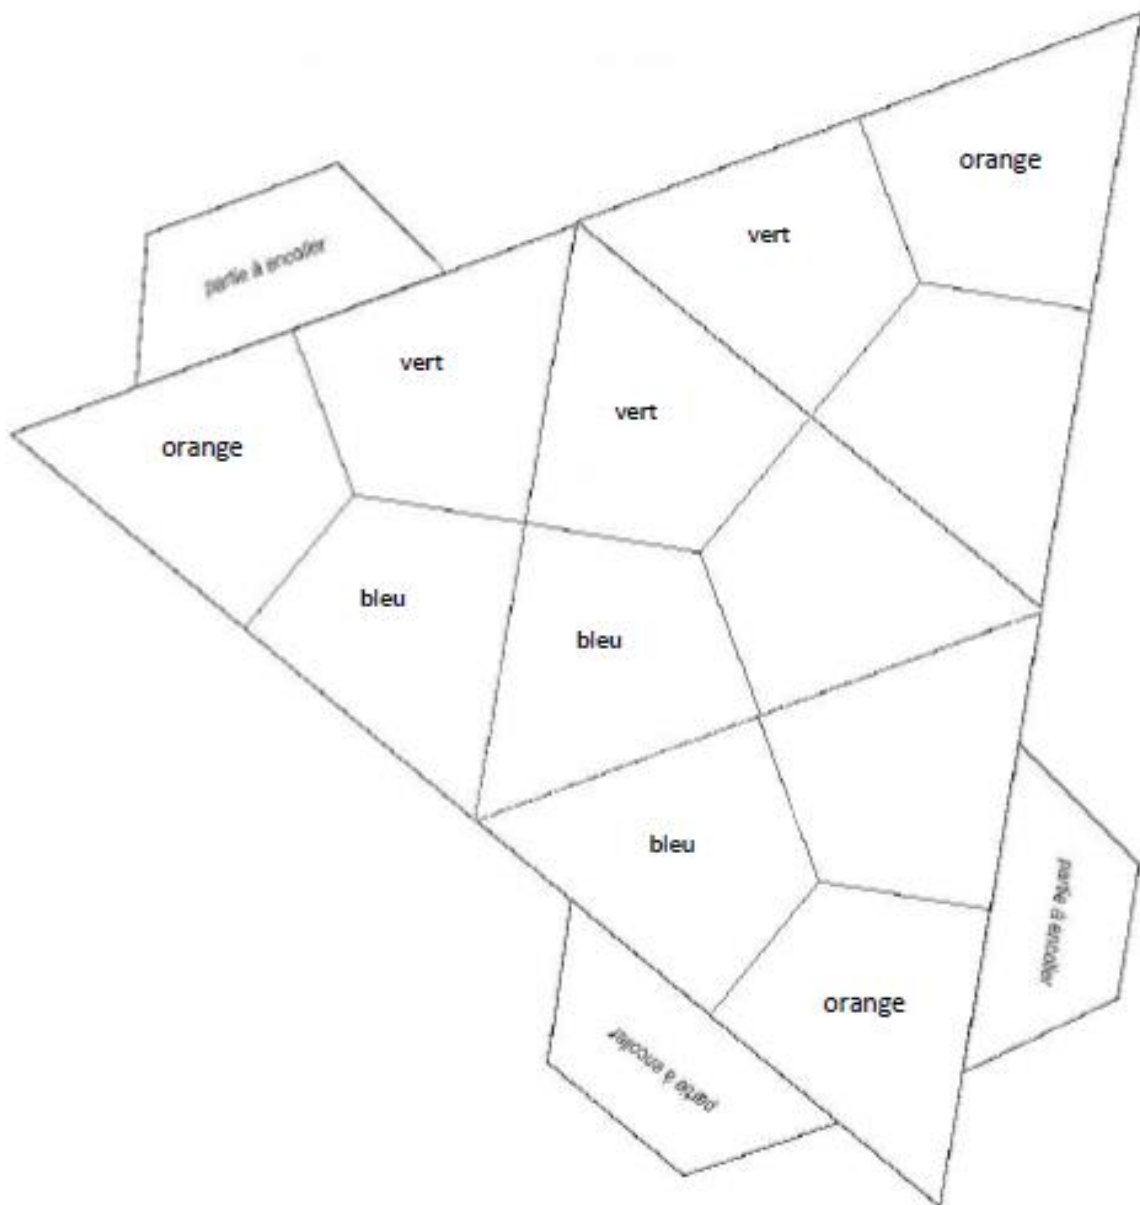 orange
vert
partie à encoller
vert
vert
orange
bleu
bleu
bleu
partie à encoller
orange
partie à encoller